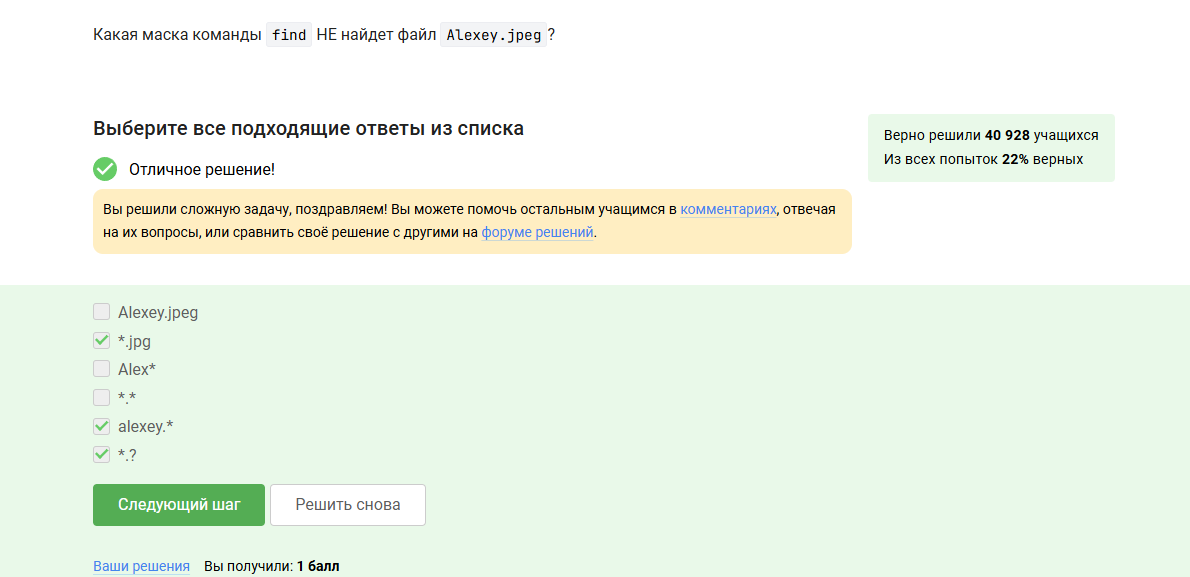 Какая маска команды find НЕ найдет файл Alexey.jpeg ?
Выберите все подходящие ответы из списка
Верно решили 40 928 учащихся
Из всех попыток 22% верных
Отличное решение!
Вы решили сложную задачу, поздравляем! Вы можете помочь остальным учащимся в комментариях, отвечая
на их вопросы, или сравнить своё решение с другими на форуме решений.
Alexey.jpeg
*.jpg
Alex*
*.*
alexey.*
*.?
Следующий шаг
Решить снова
Ваши решения Вы получили: 1 балл